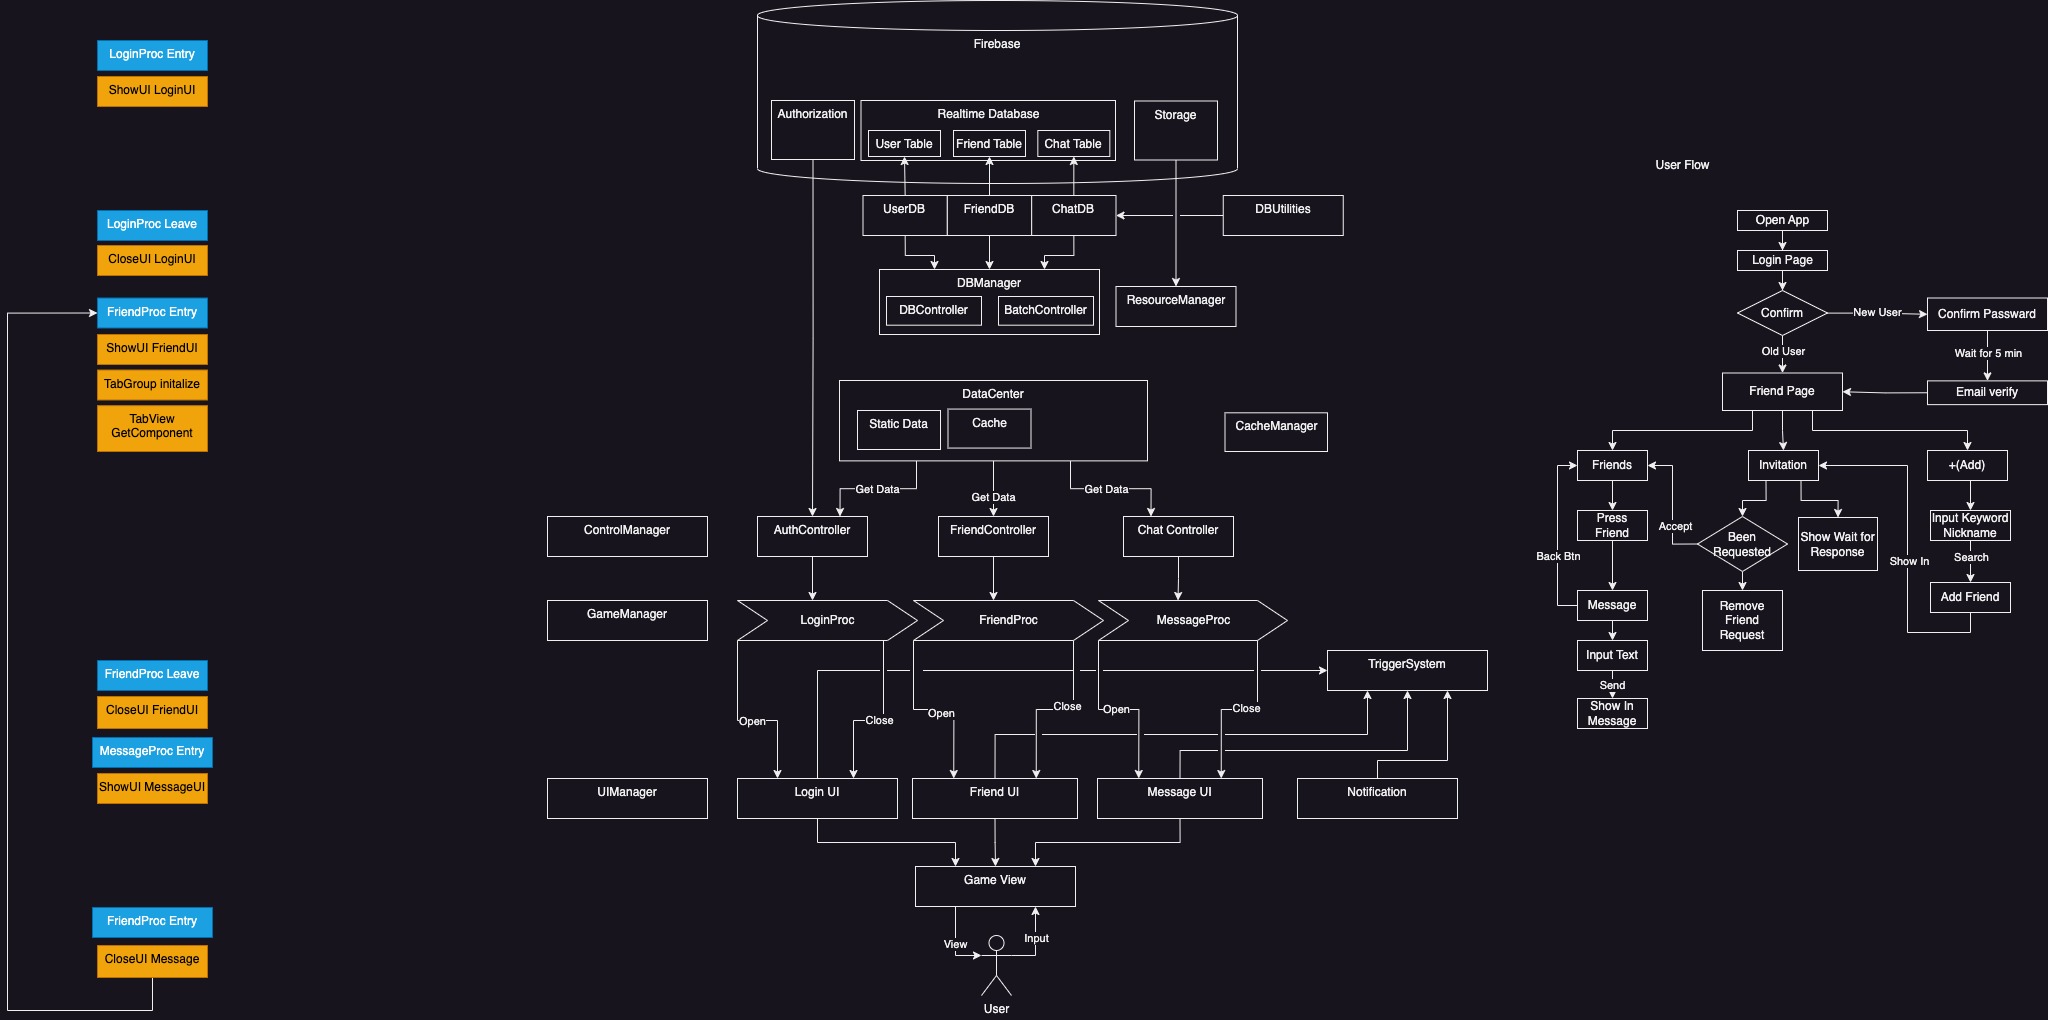 LoginProc Entry
ShowUI LoginUI
LoginProc Leave
CloseUI LoginUI
FriendProc Entry
ShowUI FriendUI
TabGroup initalize
TabView
GetComponent
FriendProc Leave
CloseUI FriendUI
MessageProc Entry
ShowUI MessageUI
FriendProc Entry
CloseUI Message
Firebase
Authorization
Realtime Database
User Table
Friend Table
Chat Table
Storage
UserDB
FriendDB
ChatDB
DBUtilities
DBManager
DBController
BatchController
ResourceManager
DataCenter
Static Data
Cache
CacheManager
Get Data
Get Data
Get Data
ControlManager
AuthController
FriendController
Chat Controller
GameManager
LoginProc
FriendProc
MessageProc
TriggerSystem
Open
Close
Open
Close
Open
Close
UIManager
Login UI
Friend UI
Message UI
Notification
Game View
View
Input
User
User Flow
Open App
Login Page
Confirm
New User
Confirm Password
Old User
Wait for 5 min
Friend Page
Email verify
Friends
Invitation
+(Add)
Press
Friend
Accept
Been
Requested
Show Wait for
Response
Input Keyword
Nickname
Back Btn
Show In
Search
Message
Remove
Friend
Request
Add Friend
Input Text
Send
Show In
Message